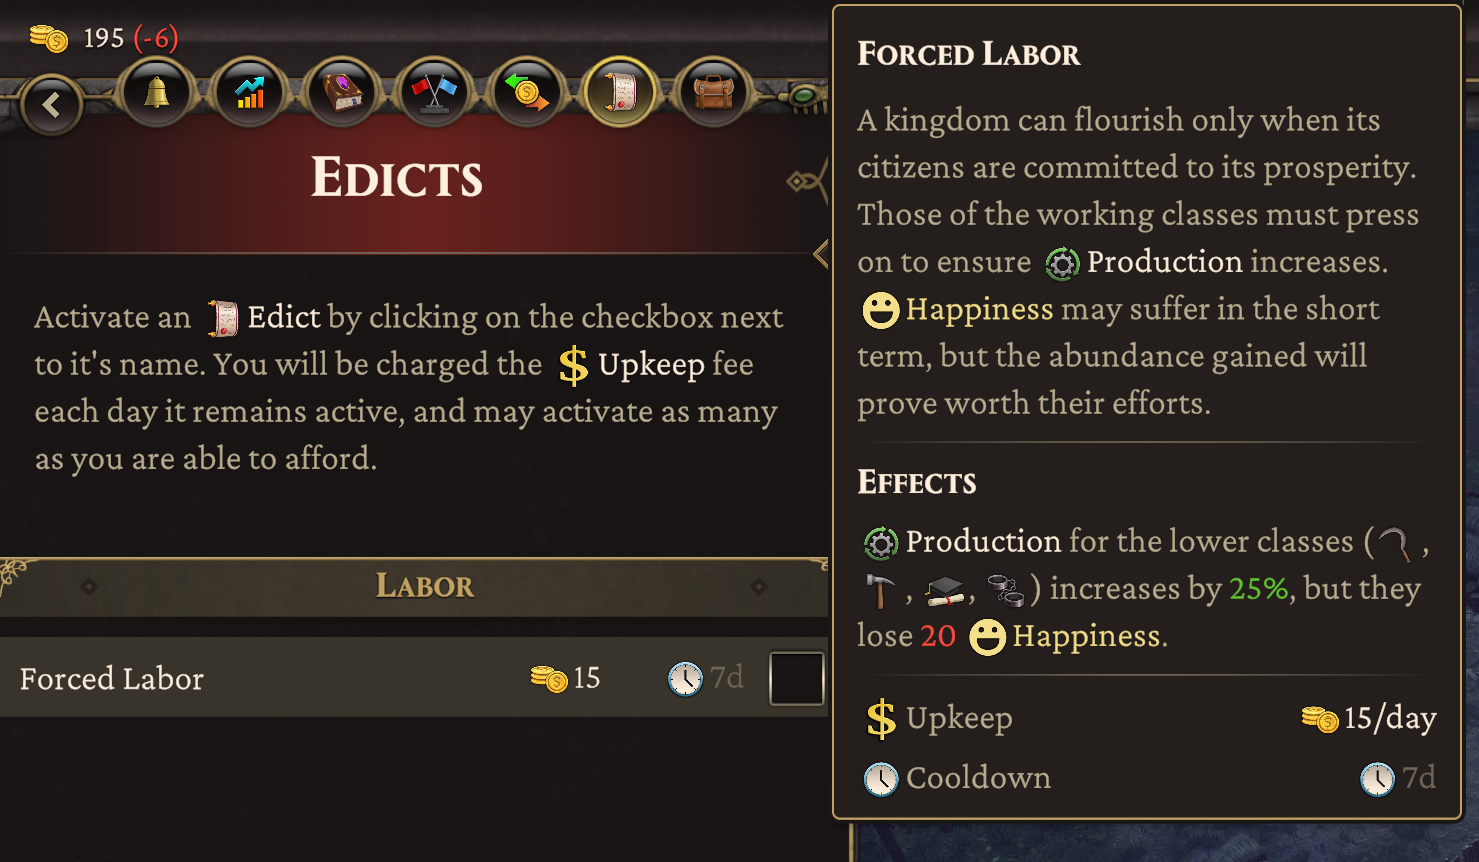 195 (-6)
EDICTS
Activate an Edict by clicking on the checkbox next
to it's name. You will be charged the $ Upkeep fee
each day it remains active, and may activate as many
as you are able to afford.
LABOR
Forced Labor 15 7d
FORCED LABOR
A kingdom can flourish only when its
citizens are committed to its prosperity.
Those of the working classes must press
on to ensure Production increases.
Happiness may suffer in the short
term, but the abundance gained will
prove worth their efforts.
EFFECTS
Production for the lower classes ( ,
, , ) increases by 25%, but they
lose 20 Happiness.
$ Upkeep 15/day
Cooldown 7d